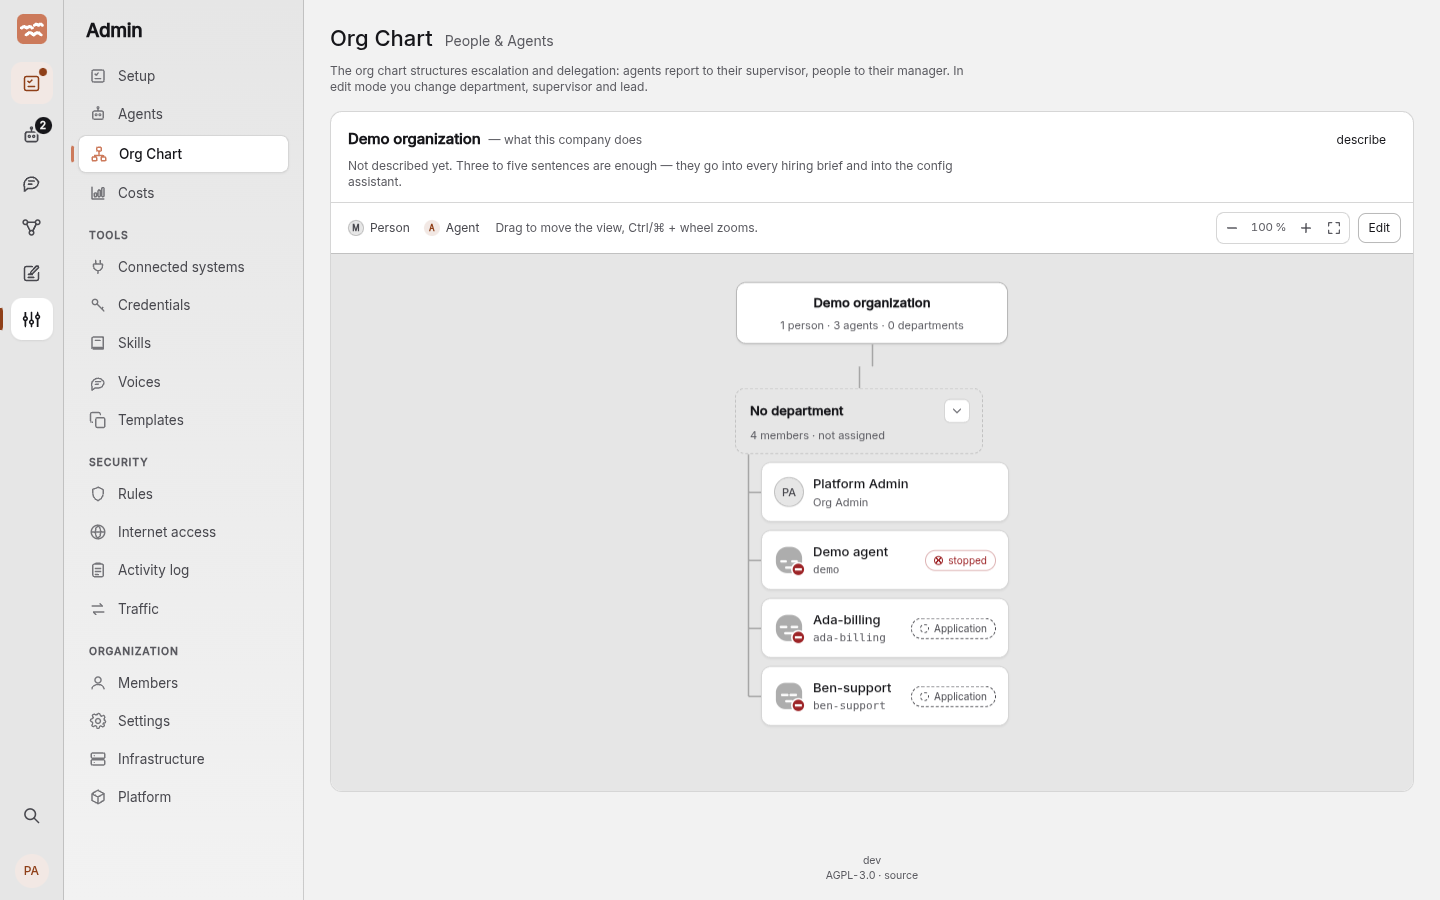 Admin
Setup
2
Agents
Org Chart
Costs
TOOLS
Connected systems
Credentials
Skills
Voices
Templates
SECURITY
Rules
Internet access
Activity log
Traffic
ORGANIZATION
Members
Settings
Infrastructure
Platform
PA
Org Chart People & Agents
The org chart structures escalation and delegation: agents report to their supervisor, people to their manager. In
edit mode you change department, supervisor and lead.
Demo organization — what this company does describe
Not described yet. Three to five sentences are enough — they go into every hiring brief and into the config
assistant.
M Person A Agent Drag to move the view, Ctrl/⌘ + wheel zooms. 100 % Edit
Demo organization
1 person · 3 agents · 0 departments
No department
4 members · not assigned
PA Platform Admin
Org Admin
Demo agent
demo
stopped
Ada-billing
ada-billing
Application
Ben-support
ben-support
Application
dev
AGPL-3.0 · source